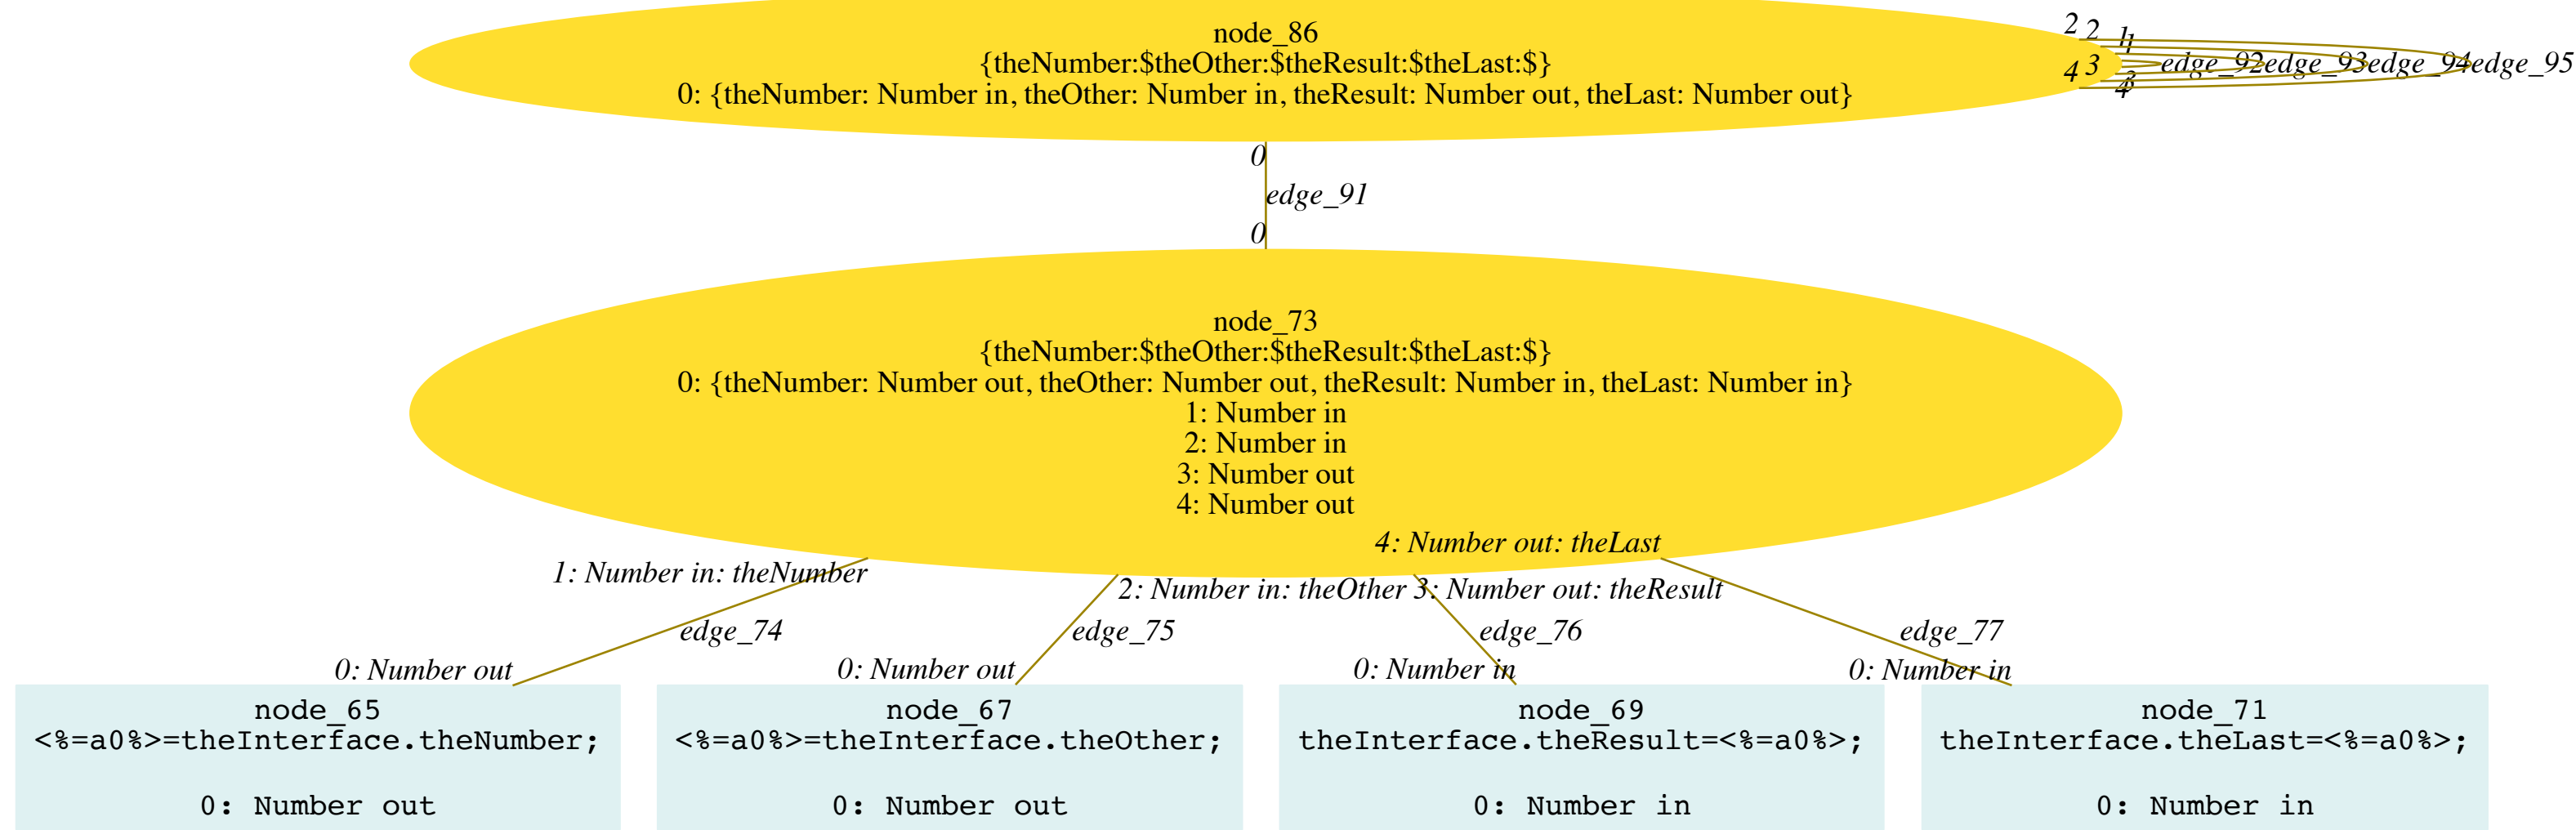 node_86
{theNumber:$theOther:$theResult:$theLast:$}
0: {theNumber: Number in, theOther: Number in, theResult: Number out, theLast: Number out}
2 2 1 1
4 3 3 4
edge_92 edge_93 edge_94 edge_95
0
edge_91
0
node_73
{theNumber:$theOther:$theResult:$theLast:$}
0: {theNumber: Number out, theOther: Number out, theResult: Number in, theLast: Number in}
1: Number in
2: Number in
3: Number out
4: Number out
4: Number out: theLast
1: Number in: theNumber
2: Number in: theOther
3: Number out: theResult
edge_74
edge_75
edge_76
edge_77
0: Number out
0: Number out
0: Number in
0: Number in
node_65
<%=a0%>=theInterface.theNumber;
0: Number out
node_67
<%=a0%>=theInterface.theOther;
0: Number out
node_69
theInterface.theResult=<%=a0%>;
0: Number in
node_71
theInterface.theLast=<%=a0%>;
0: Number in